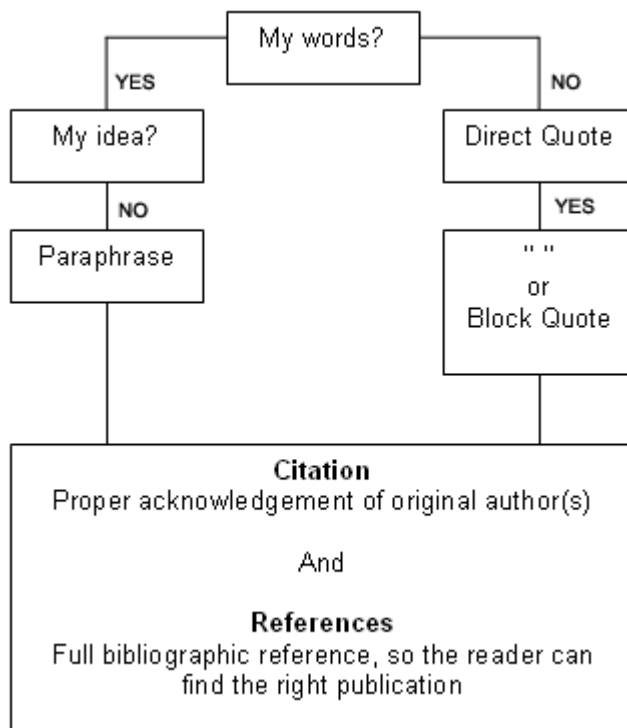 My words?
YES
NO
My idea?
Direct Quote
NO
YES
Paraphrase
" "
or
Block Quote
Citation
Proper acknowledgement of original author(s)
And
References
Full bibliographic reference, so the reader can
find the right publication